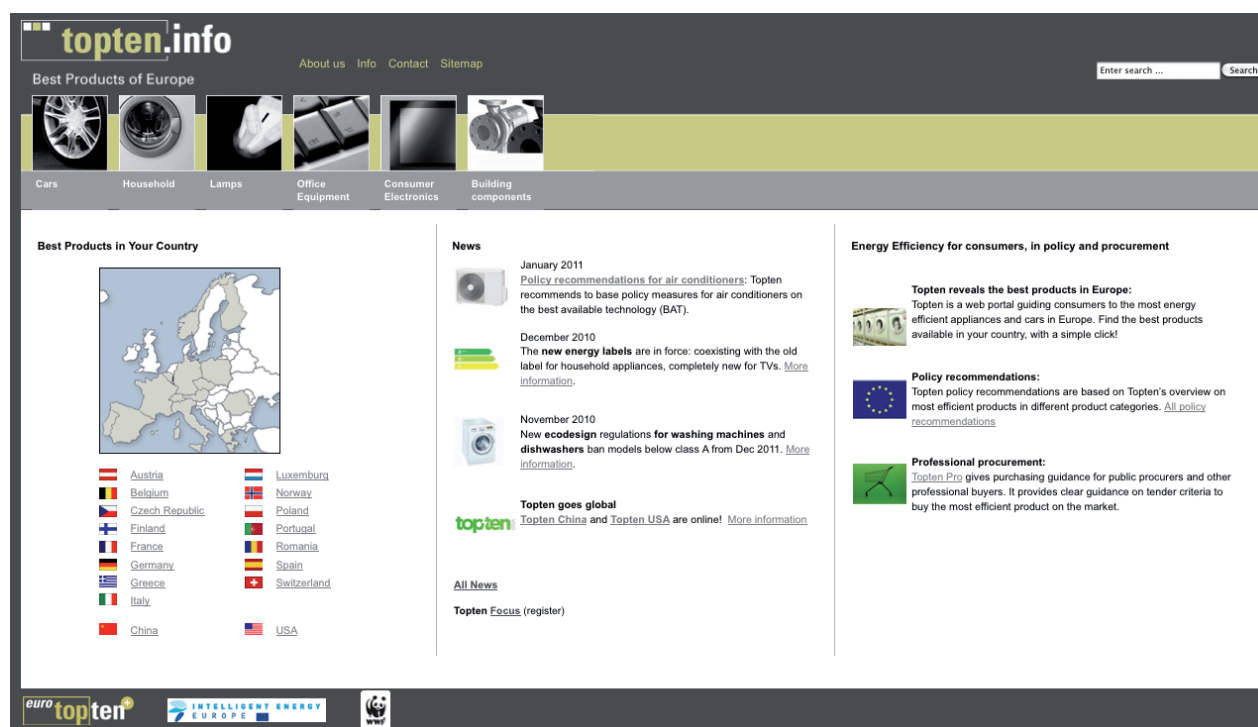 topten.info
Best Products of Europe
About us Info Contact Sitemap
Enter search ...
Search
Cars
Household
Lamps
Office
Equipment
Consumer
Electronics
Building
components
Best Products in Your Country
Austria
Belgium
Czech Republic
Finland
France
Germany
Greece
Italy
China
Luxemburg
Norway
Poland
Portugal
Romania
Spain
Switzerland
USA
News
January 2011
Policy recommendations for air conditioners: Topten
recommends to base policy measures for air conditioners on
the best available technology (BAT).
December 2010
The new energy labels are in force: coexisting with the old
label for household appliances, completely new for TVs. More
information.
November 2010
New ecodesign regulations for washing machines and
dishwashers ban models below class A from Dec 2011. More
information.
topten
Topten goes global
Topten China and Topten USA are online! More information
All News
Topten Focus (register)
Energy Efficiency for consumers, in policy and procurement
Topten reveals the best products in Europe:
Topten is a web portal guiding consumers to the most energy
efficient appliances and cars in Europe. Find the best products
available in your country, with a simple click!
Policy recommendations:
Topten policy recommendations are based on Topten's overview on
most efficient products in different product categories. All policy
recommendations
Professional procurement:
Topten Pro gives purchasing guidance for public procurers and other
professional buyers. It provides clear guidance on tender criteria to
buy the most efficient product on the market.
euro topten+
INTELLIGENT ENERGY
EUROPE
WWF